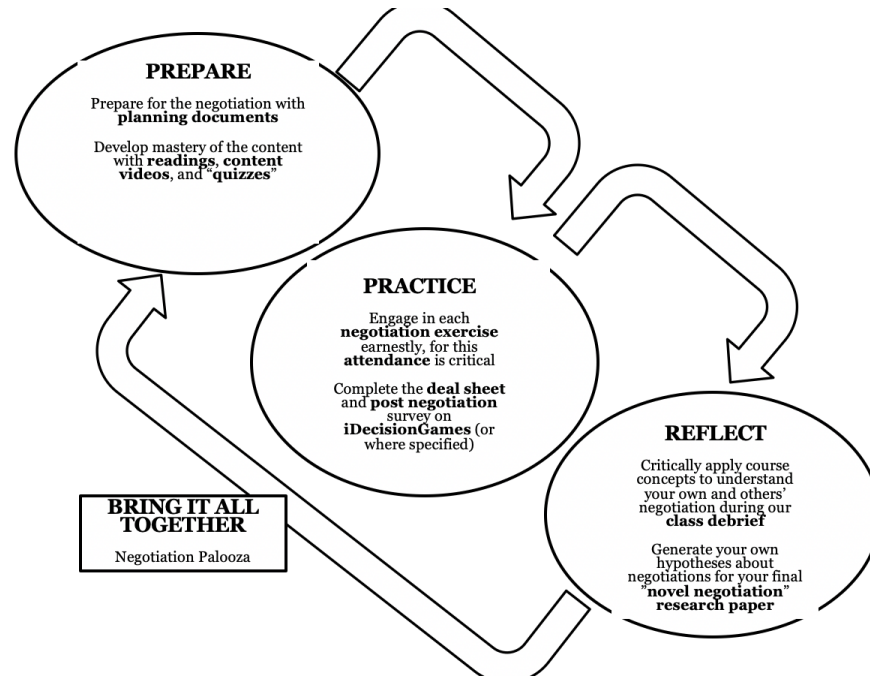 PREPARE
Prepare for the negotiation with
planning documents
Develop mastery of the content
with readings, content
videos, and “quizzes”
PRACTICE
Engage in each
negotiation exercise
earnestly, for this
attendance is critical
Complete the deal sheet
and post negotiation
survey on
iDecisionGames (or
where specified)
REFLECT
Critically apply course
concepts to understand
your own and others’
negotiation during our
class debrief
Generate your own
hypotheses about
negotiations for your final
”novel negotiation”
research paper
BRING IT ALL
TOGETHER
Negotiation Palooza